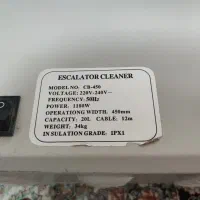 ESCALATOR CLEANER
MODEL NO: CB-450
VOLTAGE: 220V-240V~
FREQUENCY: 50Hz
POWER: 1100W
OPERATIONG WIDTH: 450mm
CAPACITY: 20L CABLE: 12m
WEIGHT: 34kg
IN SULATION GRADE: IPX1